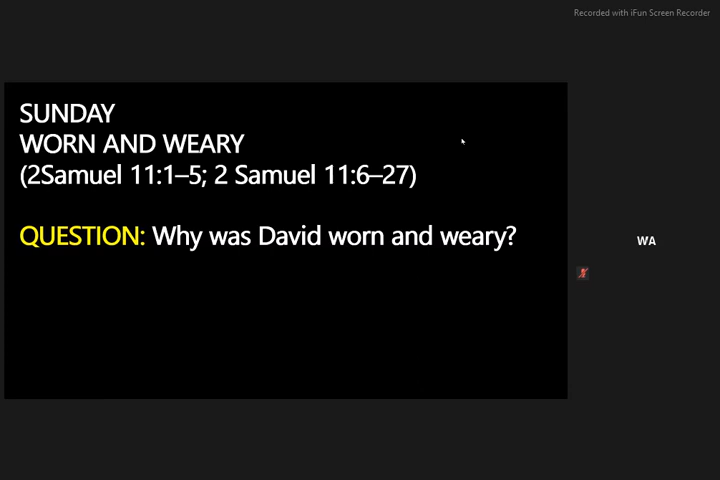 Recorded with iFun Screen Recorder
SUNDAY
WORN AND WEARY
(2Samuel 11:1–5; 2 Samuel 11:6–27)
QUESTION: Why was David worn and weary?
WA